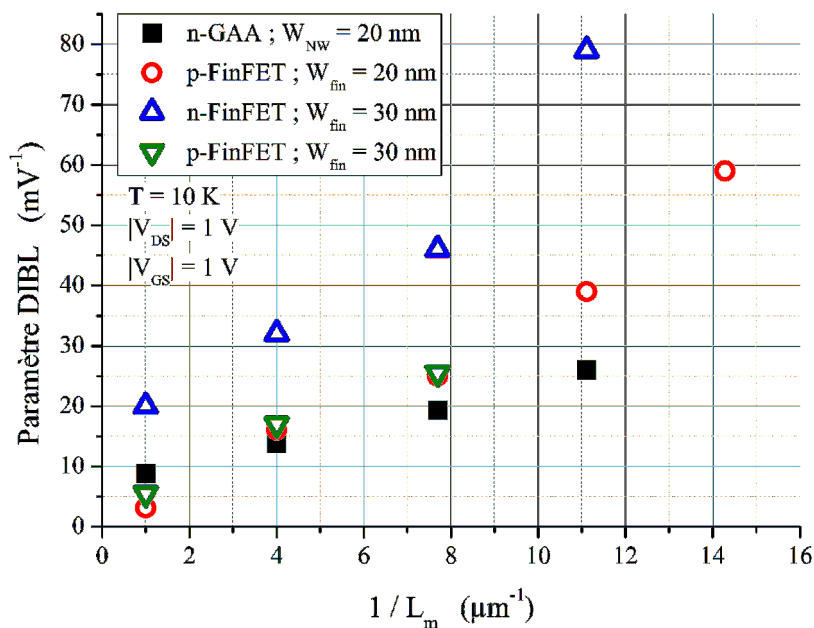 n-GAA ; W_NW = 20 nm
p-FinFET ; W_fin = 20 nm
n-FinFET ; W_fin = 30 nm
p-FinFET ; W_fin = 30 nm
T = 10 K
|V_DS| = 1 V
|V_GS| = 1 V
Paramètre DIBL (mV⁻¹)
80
70
60
50
40
30
20
10
0
0 2 4 6 8 10 12 14 16
1 / L_m (µm⁻¹)